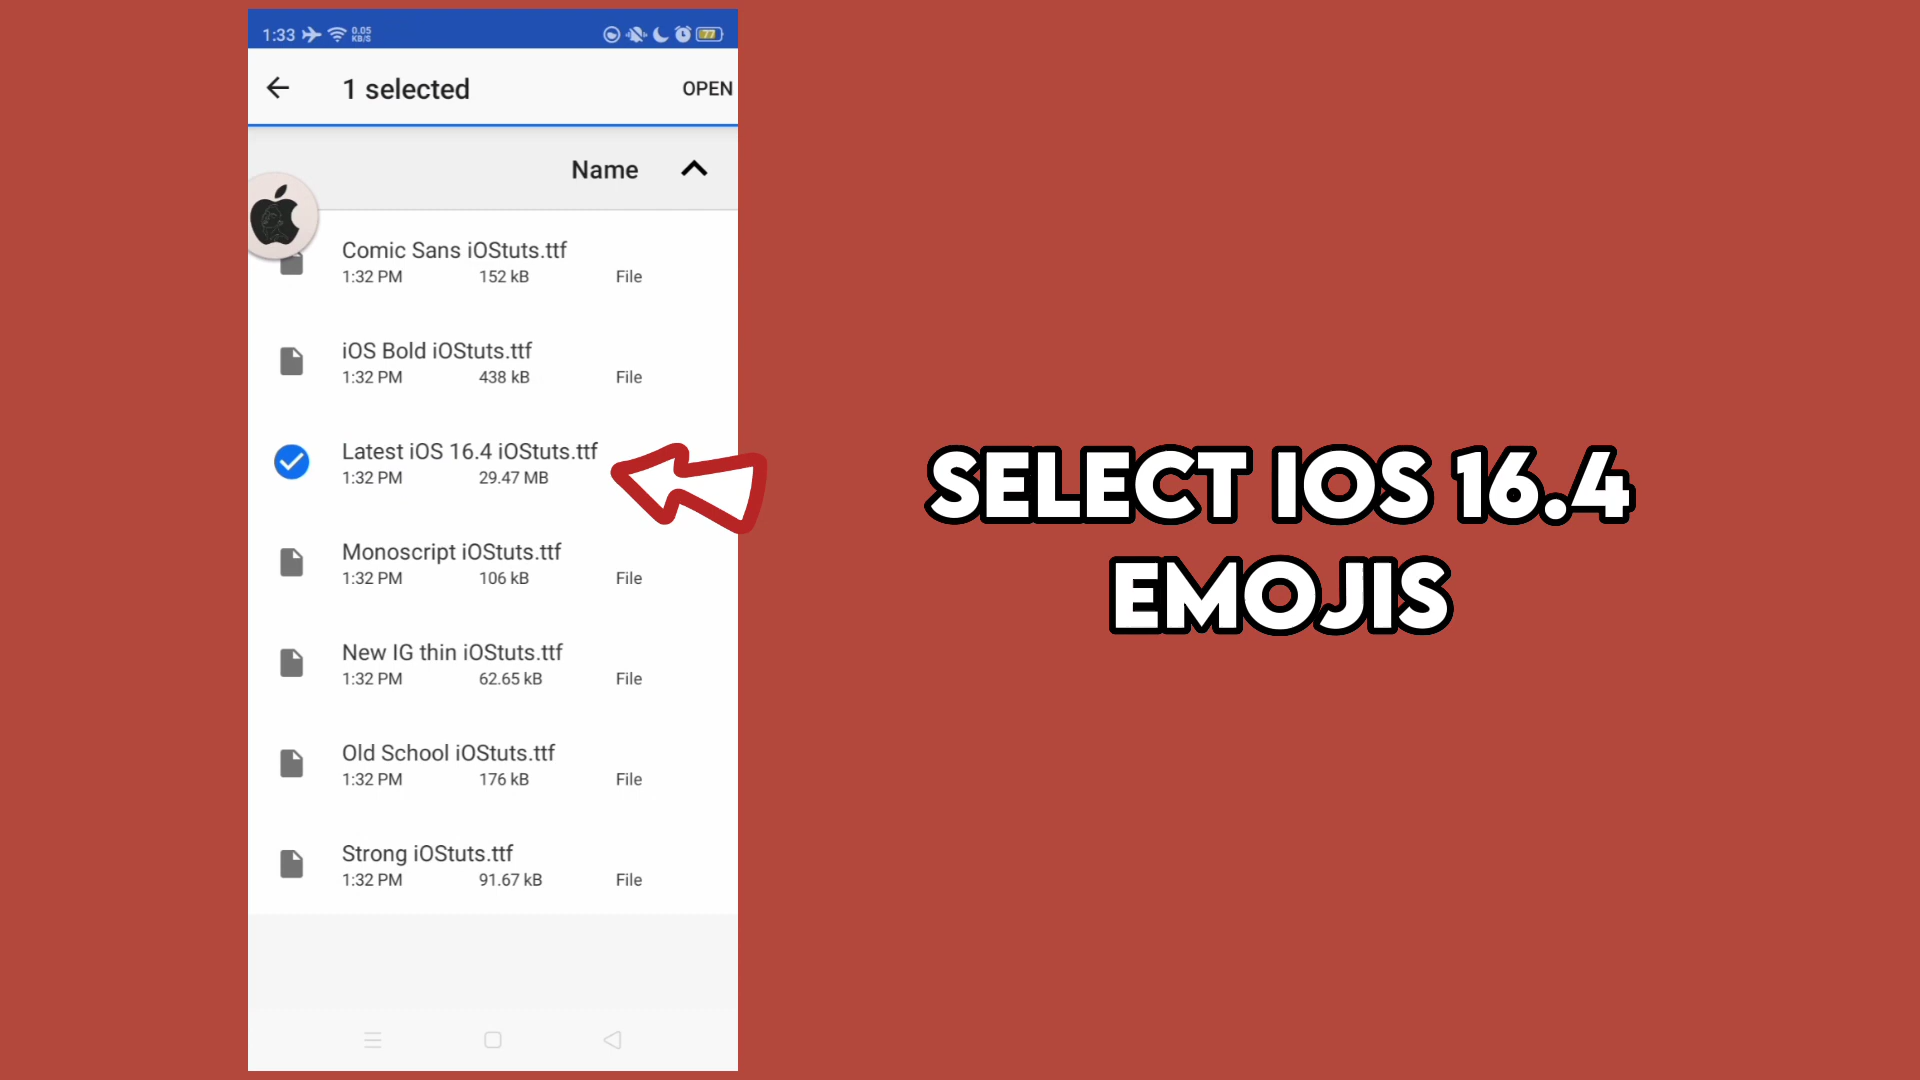 1:33 0.05 KB/S 77
1 selected OPEN
Name
Comic Sans iOStuts.ttf
1:32 PM 152 kB File
iOS Bold iOStuts.ttf
1:32 PM 438 kB File
Latest iOS 16.4 iOStuts.ttf
1:32 PM 29.47 MB
Monoscript iOStuts.ttf
1:32 PM 106 kB File
New IG thin iOStuts.ttf
1:32 PM 62.65 kB File
Old School iOStuts.ttf
1:32 PM 176 kB File
Strong iOStuts.ttf
1:32 PM 91.67 kB File
SELECT IOS 16.4
EMOJIS